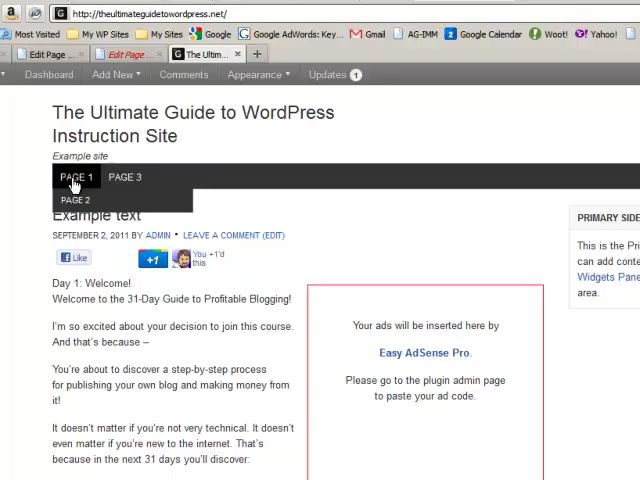 http://theultimateguidetowordpress.net/
Most Visited My WP Sites My Sites Google Google AdWords: Key... Gmail AG-IMM 2 Google Calendar Woot! Yahoo!
Edit Page ... Edit Page ... The Ultim...
Dashboard Add New Comments Appearance Updates 1
The Ultimate Guide to WordPress
Instruction Site
Example site
PAGE 1 PAGE 3
PAGE 2
Example text
SEPTEMBER 2, 2011 BY ADMIN • LEAVE A COMMENT (EDIT)
Like +1 You +1'd
this
Day 1: Welcome!
Welcome to the 31-Day Guide to Profitable Blogging!
I'm so excited about your decision to join this course.
And that's because –
You're about to discover a step-by-step process
for publishing your own blog and making money from
it!
It doesn't matter if you're not very technical. It doesn't
even matter if you're new to the internet. That's
because in the next 31 days you'll discover:
Your ads will be inserted here by
Easy AdSense Pro.
Please go to the plugin admin page
to paste your ad code.
PRIMARY SIDE
This is the Pri
can add conte
Widgets Pane
area.